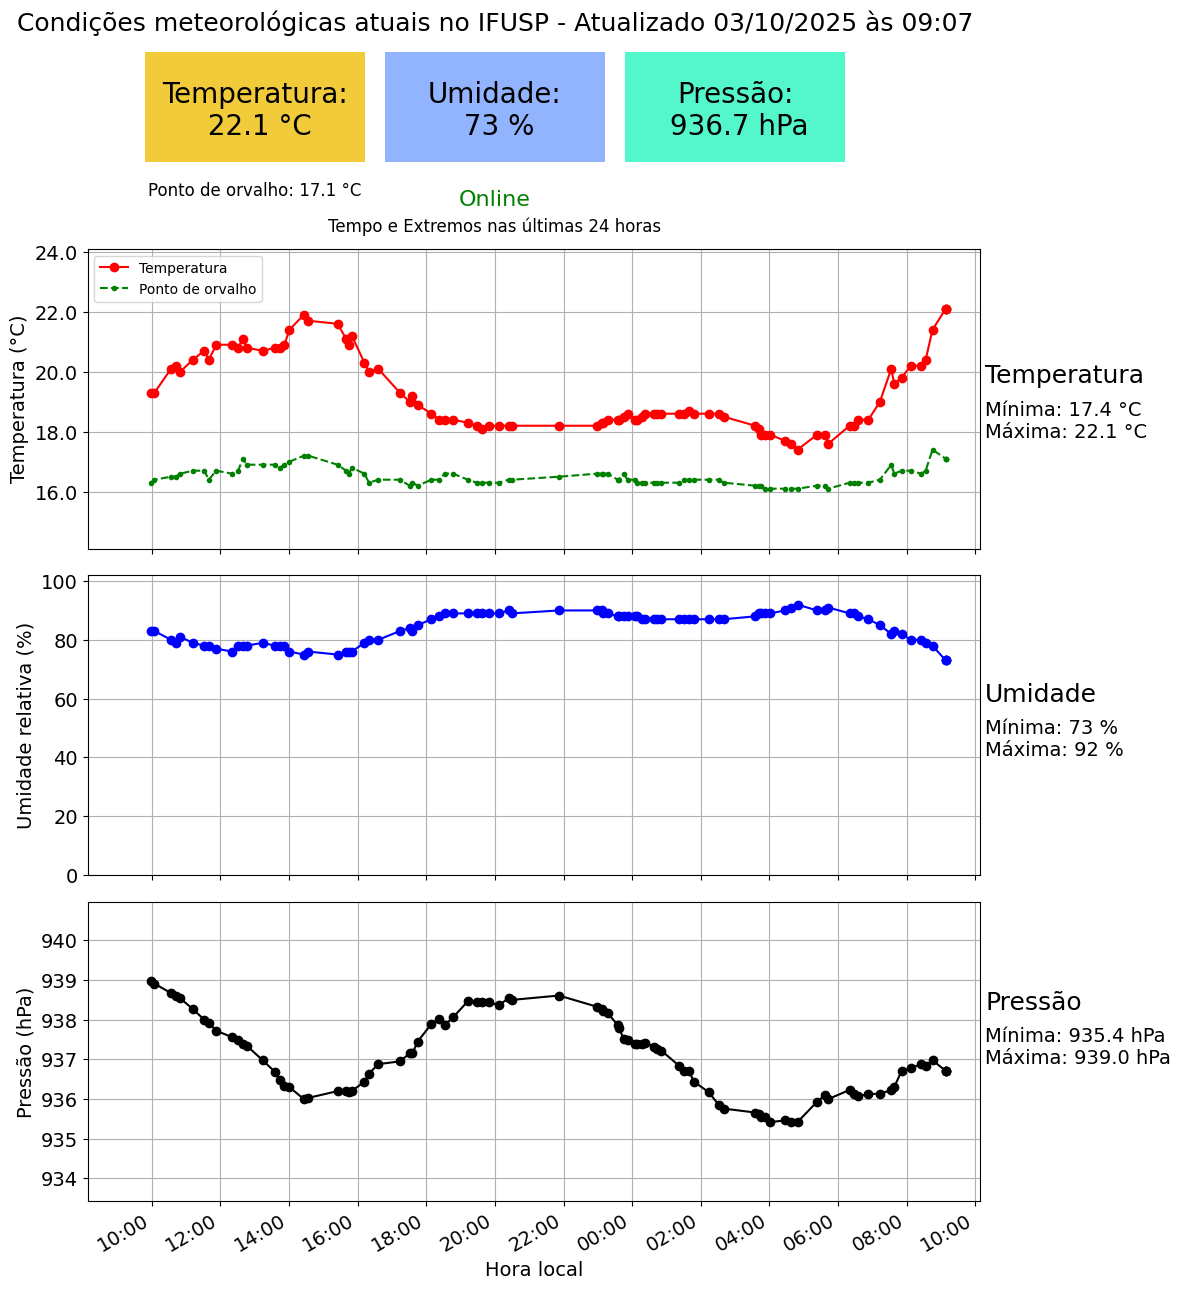 Condições meteorológicas atuais no IFUSP - Atualizado 03/10/2025 às 09:07
Temperatura:
22.1 °C
Umidade:
73 %
Pressão:
936.7 hPa
Ponto de orvalho: 17.1 °C
Online
Tempo e Extremos nas últimas 24 horas
Temperatura (°C)
24.0
22.0
20.0
18.0
16.0
Temperatura
Ponto de orvalho
Temperatura
Mínima: 17.4 °C
Máxima: 22.1 °C
Umidade relativa (%)
100
80
60
40
20
0
Umidade
Mínima: 73 %
Máxima: 92 %
Pressão (hPa)
940
939
938
937
936
935
934
Pressão
Mínima: 935.4 hPa
Máxima: 939.0 hPa
10:00 12:00 14:00 16:00 18:00 20:00 22:00 00:00 02:00 04:00 06:00 08:00 10:00
Hora local